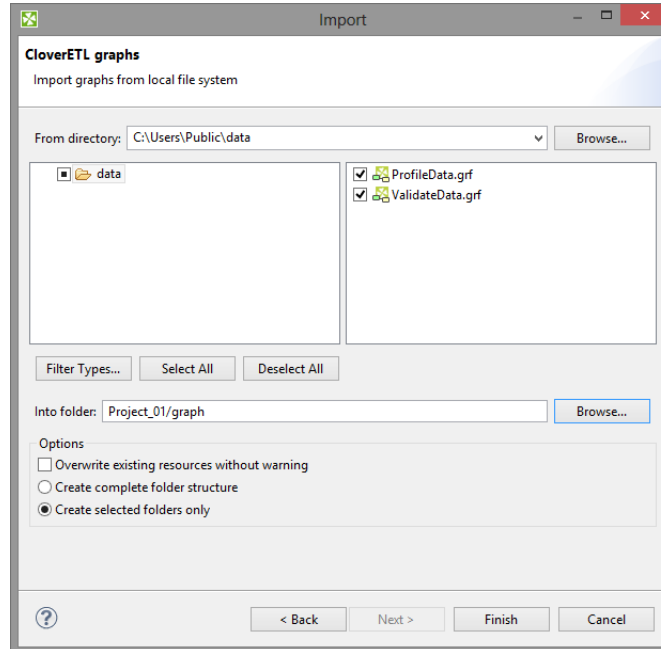 Import
CloverETL graphs
Import graphs from local file system
From directory: C:\Users\Public\data Browse...
data
ProfileData.grf
ValidateData.grf
Filter Types... Select All Deselect All
Into folder: Project_01/graph Browse...
Options
Overwrite existing resources without warning
Create complete folder structure
Create selected folders only
? < Back Next > Finish Cancel